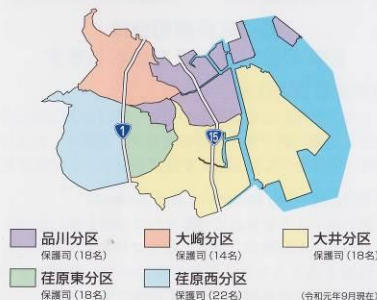 1
15
品川分区
保護司(18名)
大崎分区
保護司(14名)
大井分区
保護司(18名)
荏原東分区
保護司(18名)
荏原西分区
保護司(22名)
(令和元年9月現在)